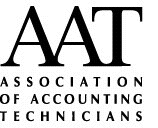 AAT
ASSOCIATION
OF ACCOUNTING
TECHNICIANS